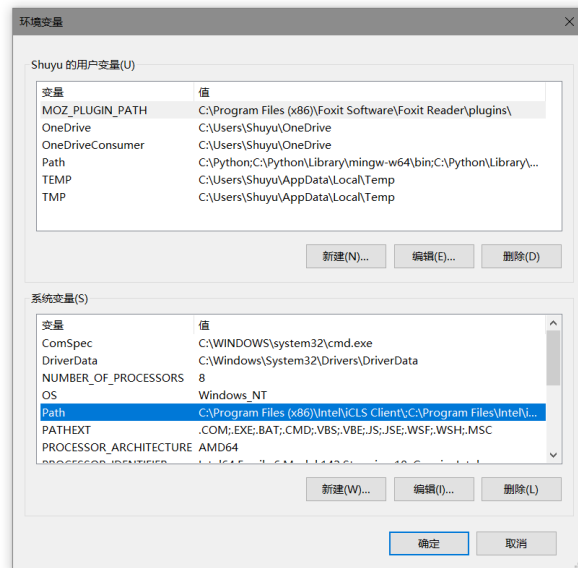 环境变量
Shuyu 的用户变量(U)
变量 值
MOZ_PLUGIN_PATH C:\Program Files (x86)\Foxit Software\Foxit Reader\plugins\
OneDrive C:\Users\Shuyu\OneDrive
OneDriveConsumer C:\Users\Shuyu\OneDrive
Path C:\Python;C:\Python\Library\mingw-w64\bin;C:\Python\Library\...
TEMP C:\Users\Shuyu\AppData\Local\Temp
TMP C:\Users\Shuyu\AppData\Local\Temp
新建(N)... 编辑(E)... 删除(D)
系统变量(S)
变量 值
ComSpec C:\WINDOWS\system32\cmd.exe
DriverData C:\Windows\System32\Drivers\DriverData
NUMBER_OF_PROCESSORS 8
OS Windows_NT
Path C:\Program Files (x86)\Intel\iCLS Client\;C:\Program Files\Intel\i...
PATHEXT .COM;.EXE;.BAT;.CMD;.VBS;.VBE;.JS;.JSE;.WSF;.WSH;.MSC
PROCESSOR_ARCHITECTURE AMD64
新建(W)... 编辑(I)... 删除(L)
确定 取消